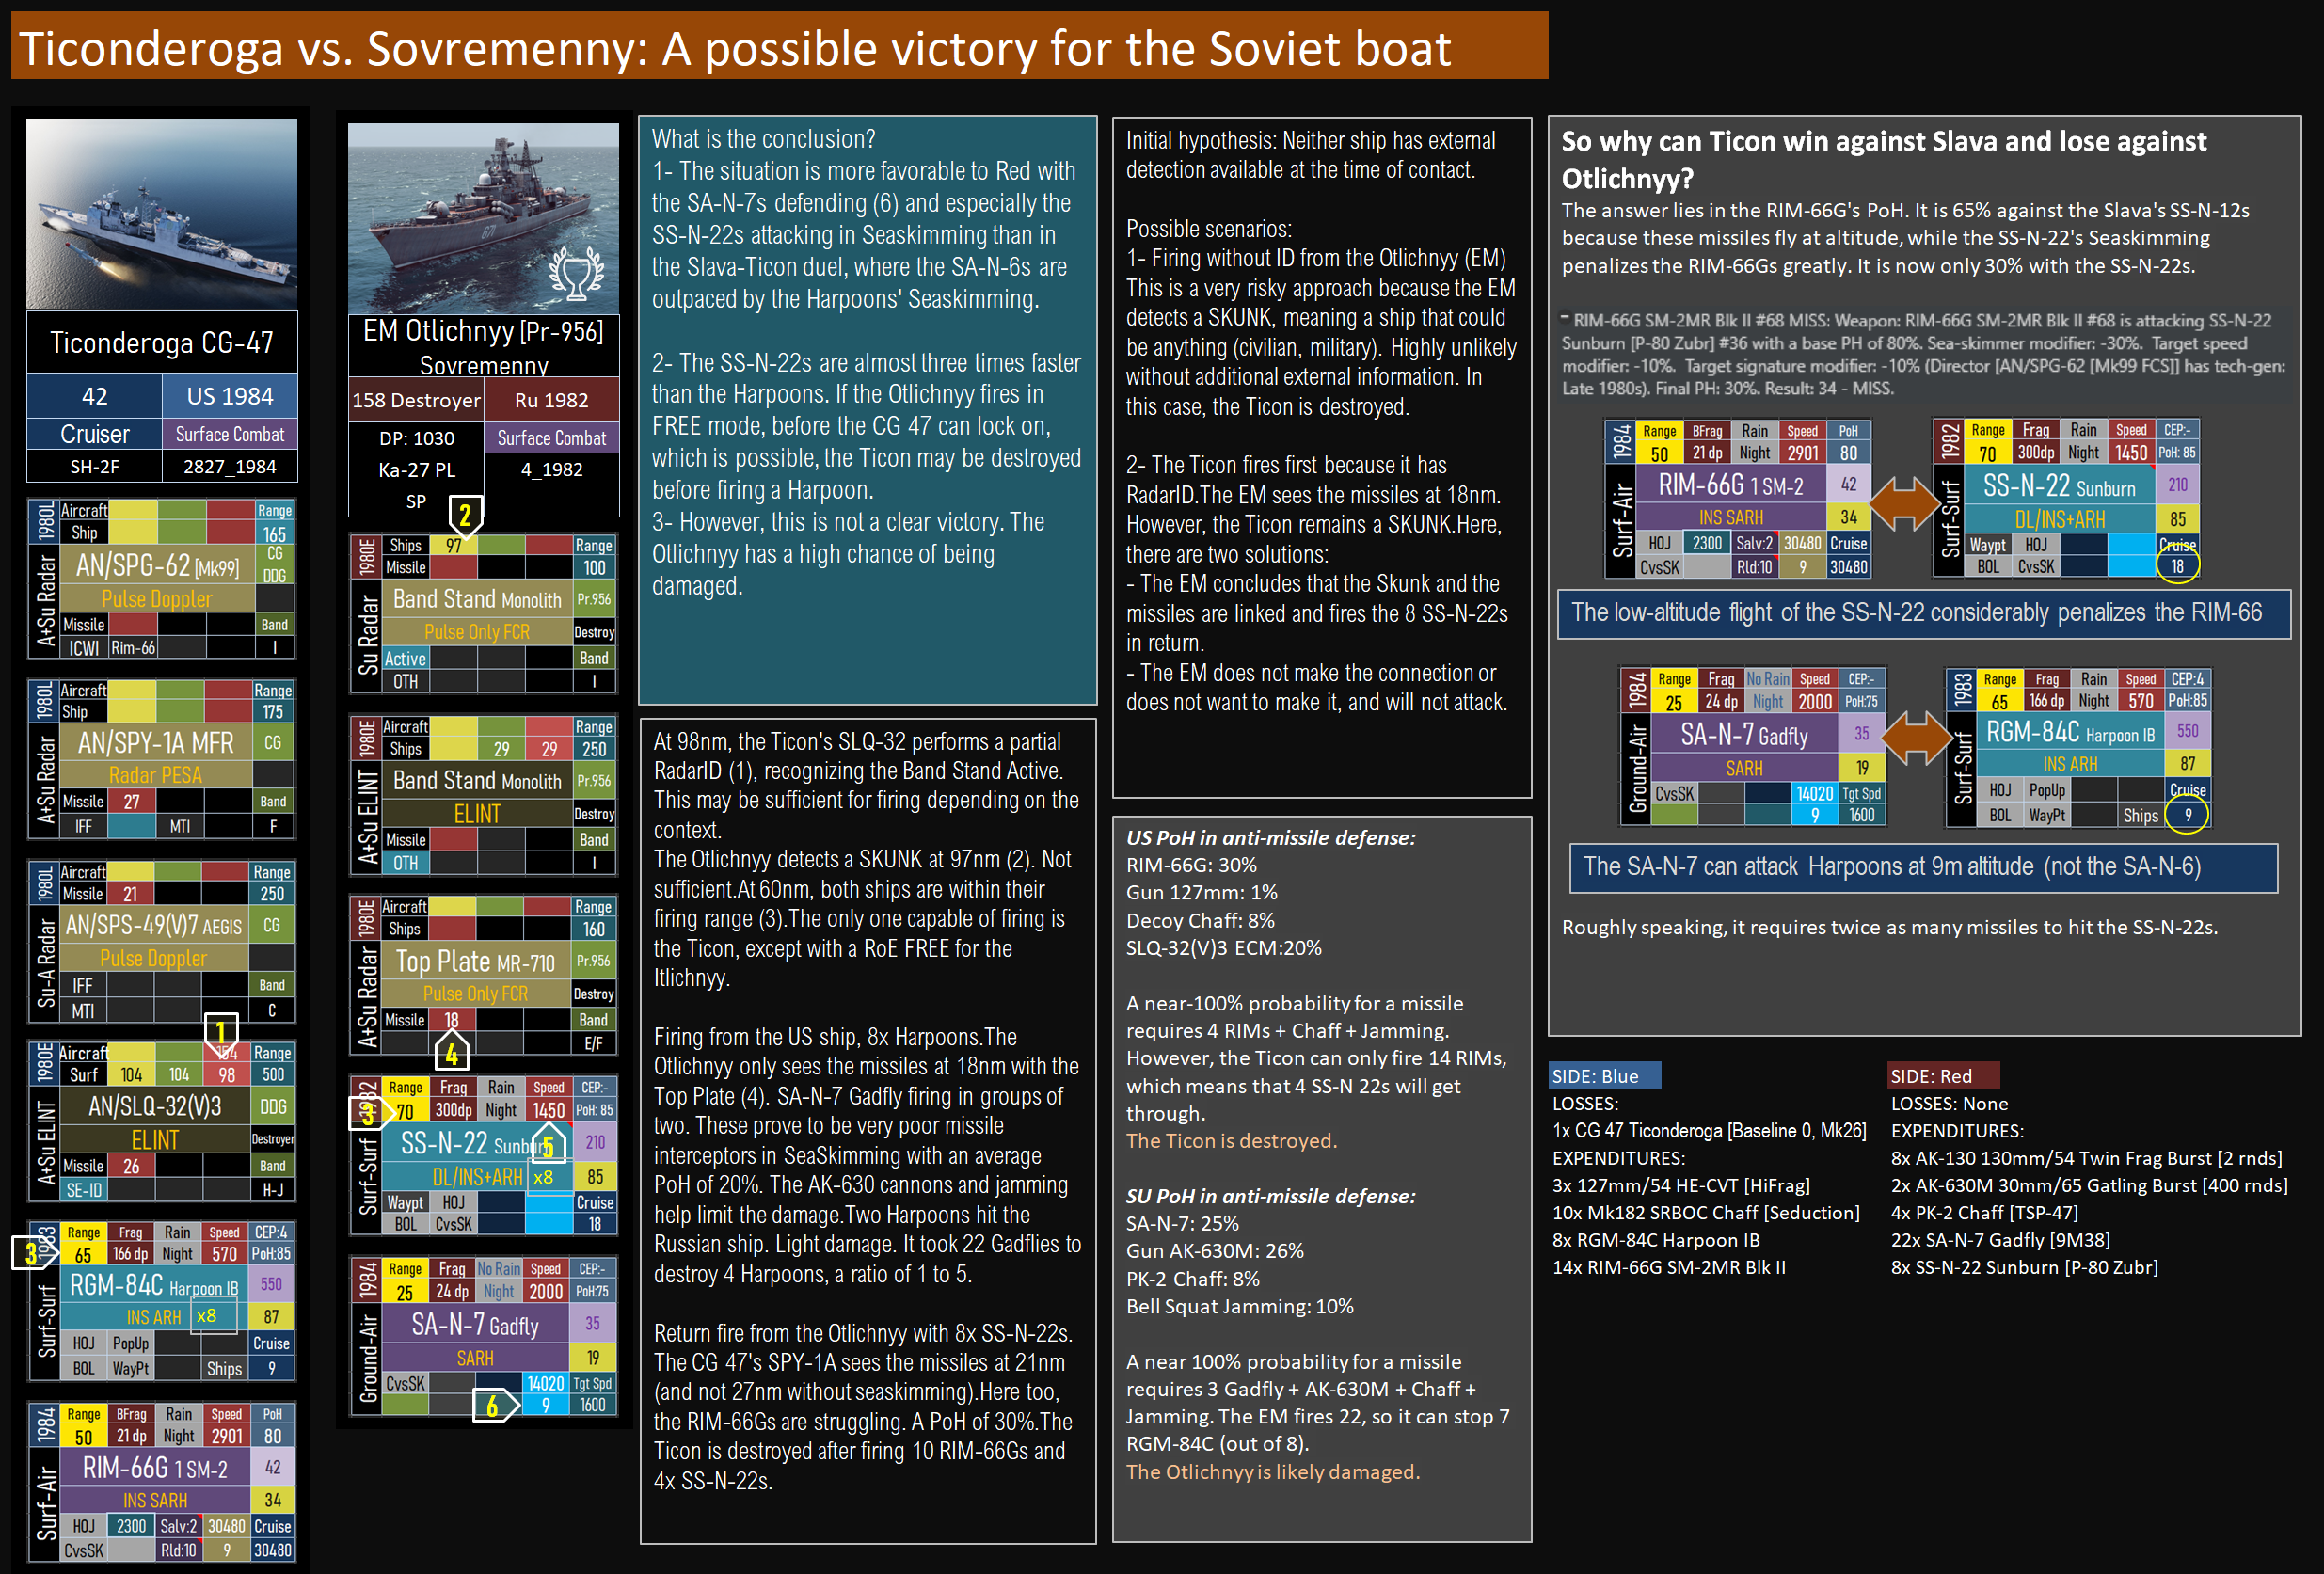 Ticonderoga vs. Sovremenny: A possible victory for the Soviet boat
Ticonderoga CG-47
42 US 1984
Cruiser Surface Combat
SH-2F 2827_1984
1980L Aircraft Range
Ship 165
A+Su Radar
AN/SPG-62 [Mk99] CG DDG
Pulse Doppler
Missile Band
ICWI Rim-66 I
1980L Aircraft Range
Ship 175
A+Su Radar
AN/SPY-1A MFR CG
Radar PESA
Missile 27 Band
IFF MTI F
1980L Aircraft Range
Missile 21 250
Su-A Radar
AN/SPS-49(V)7 AEGIS CG
Pulse Doppler
IFF Band
MTI C
1
1980E Aircraft 154 Range
Surf 104 104 98 500
A+Su ELINT
AN/SLQ-32(V)3 DDG
ELINT Destroyer
Missile 26 Band
SE-ID H-J
3
1983 Range Frag Rain Speed CEP:4
65 166 dp Night 570 PoH:85
Surf-Surf
RGM-84C Harpoon IB 550
INS ARH x8 87
HOJ PopUp Cruise
BOL WayPt Ships 9
1984 Range BFrag Rain Speed PoH
50 21 dp Night 2901 80
Surf-Air
RIM-66G 1 SM-2 42
INS SARH 34
HOJ 2300 Salv:2 30480 Cruise
CvsSK Rld:10 9 30480
671
EM Otlichnyy [Pr-956]
Sovremenny
158 Destroyer Ru 1982
DP: 1030 Surface Combat
Ka-27 PL 4_1982
SP
2
1980E Ships 97 Range
Missile 100
Su Radar
Band Stand Monolith Pr.956
Pulse Only FCR Destroy
Active Band
OTH I
1980E Aircraft Range
Ships 29 29 250
A+Su ELINT
Band Stand Monolith Pr.956
ELINT Destroy
Missile Band
OTH I
1980E Aircraft Range
Ships 160
A+Su Radar
Top Plate MR-710 Pr.956
Pulse Only FCR Destroy
Missile 18 Band
E/F
4
1982 Range Frag Rain Speed CEP:-
3 70 300dp Night 1450 PoH: 85
Surf-Surf
SS-N-22 Sunburn 5 210
DL/INS+ARH x8 85
Waypt HOJ Cruise
BOL CvsSK 18
1984 Range Frag No Rain Speed CEP:-
25 24 dp Night 2000 PoH:75
Ground-Air
SA-N-7 Gadfly 35
SARH 19
CvsSK 14020 Tgt Spd
6 9 1600
What is the conclusion?
1- The situation is more favorable to Red with
the SA-N-7s defending (6) and especially the
SS-N-22s attacking in Seaskimming than in
the Slava-Ticon duel, where the SA-N-6s are
outpaced by the Harpoons' Seaskimming.
2- The SS-N-22s are almost three times faster
than the Harpoons. If the Otlichnyy fires in
FREE mode, before the CG 47 can lock on,
which is possible, the Ticon may be destroyed
before firing a Harpoon.
3- However, this is not a clear victory. The
Otlichnyy has a high chance of being
damaged.
At 98nm, the Ticon's SLQ-32 performs a partial
RadarID (1), recognizing the Band Stand Active.
This may be sufficient for firing depending on the
context.
The Otlichnyy detects a SKUNK at 97nm (2). Not
sufficient.At 60nm, both ships are within their
firing range (3).The only one capable of firing is
the Ticon, except with a RoE FREE for the
Itlichnyy.
Firing from the US ship, 8x Harpoons.The
Otlichnyy only sees the missiles at 18nm with the
Top Plate (4). SA-N-7 Gadfly firing in groups of
two. These prove to be very poor missile
interceptors in SeaSkimming with an average
PoH of 20%. The AK-630 cannons and jamming
help limit the damage.Two Harpoons hit the
Russian ship. Light damage. It took 22 Gadflies to
destroy 4 Harpoons, a ratio of 1 to 5.
Return fire from the Otlichnyy with 8x SS-N-22s.
The CG 47's SPY-1A sees the missiles at 21nm
(and not 27nm without seaskimming).Here too,
the RIM-66Gs are struggling. A PoH of 30%.The
Ticon is destroyed after firing 10 RIM-66Gs and
4x SS-N-22s.
Initial hypothesis: Neither ship has external
detection available at the time of contact.
Possible scenarios:
1- Firing without ID from the Otlichnyy (EM)
This is a very risky approach because the EM
detects a SKUNK, meaning a ship that could
be anything (civilian, military). Highly unlikely
without additional external information. In
this case, the Ticon is destroyed.
2- The Ticon fires first because it has
RadarID.The EM sees the missiles at 18nm.
However, the Ticon remains a SKUNK.Here,
there are two solutions:
- The EM concludes that the Skunk and the
missiles are linked and fires the 8 SS-N-22s
in return.
- The EM does not make the connection or
does not want to make it, and will not attack.
US PoH in anti-missile defense:
RIM-66G: 30%
Gun 127mm: 1%
Decoy Chaff: 8%
SLQ-32(V)3 ECM:20%
A near-100% probability for a missile
requires 4 RIMs + Chaff + Jamming.
However, the Ticon can only fire 14 RIMs,
which means that 4 SS-N 22s will get
through.
The Ticon is destroyed.
SU PoH in anti-missile defense:
SA-N-7: 25%
Gun AK-630M: 26%
PK-2 Chaff: 8%
Bell Squat Jamming: 10%
A near 100% probability for a missile
requires 3 Gadfly + AK-630M + Chaff +
Jamming. The EM fires 22, so it can stop 7
RGM-84C (out of 8).
The Otlichnyy is likely damaged.
So why can Ticon win against Slava and lose against
Otlichnyy?
The answer lies in the RIM-66G's PoH. It is 65% against the Slava's SS-N-12s
because these missiles fly at altitude, while the SS-N-22's Seaskimming
penalizes the RIM-66Gs greatly. It is now only 30% with the SS-N-22s.
- RIM-66G SM-2MR Blk II #68 MISS: Weapon: RIM-66G SM-2MR Blk II #68 is attacking SS-N-22
Sunburn [P-80 Zubr] #36 with a base PH of 80%. Sea-skimmer modifier: -30%. Target speed
modifier: -10%. Target signature modifier: -10% (Director [AN/SPG-62 [Mk99 FCS]] has tech-gen:
Late 1980s). Final PH: 30%. Result: 34 - MISS.
1984 Range BFrag Rain Speed PoH
50 21 dp Night 2901 80
Surf-Air
RIM-66G 1 SM-2 42
INS SARH 34
HOJ 2300 Salv:2 30480 Cruise
CvsSK Rld:10 9 30480
1982 Range Frag Rain Speed CEP:-
70 300dp Night 1450 PoH: 85
Surf-Surf
SS-N-22 Sunburn 210
DL/INS+ARH 85
Waypt HOJ Cruise
BOL CvsSK 18
The low-altitude flight of the SS-N-22 considerably penalizes the RIM-66
1984 Range Frag No Rain Speed CEP:-
25 24 dp Night 2000 PoH:75
Ground-Air
SA-N-7 Gadfly 35
SARH 19
CvsSK 14020 Tgt Spd
9 1600
1983 Range Frag Rain Speed CEP:4
65 166 dp Night 570 PoH:85
Surf-Surf
RGM-84C Harpoon IB 550
INS ARH 87
HOJ PopUp Cruise
BOL WayPt Ships 9
The SA-N-7 can attack Harpoons at 9m altitude (not the SA-N-6)
Roughly speaking, it requires twice as many missiles to hit the SS-N-22s.
SIDE: Blue
LOSSES:
1x CG 47 Ticonderoga [Baseline 0, Mk26]
EXPENDITURES:
3x 127mm/54 HE-CVT [HiFrag]
10x Mk182 SRBOC Chaff [Seduction]
8x RGM-84C Harpoon IB
14x RIM-66G SM-2MR Blk II
SIDE: Red
LOSSES: None
EXPENDITURES:
8x AK-130 130mm/54 Twin Frag Burst [2 rnds]
2x AK-630M 30mm/65 Gatling Burst [400 rnds]
4x PK-2 Chaff [TSP-47]
22x SA-N-7 Gadfly [9M38]
8x SS-N-22 Sunburn [P-80 Zubr]